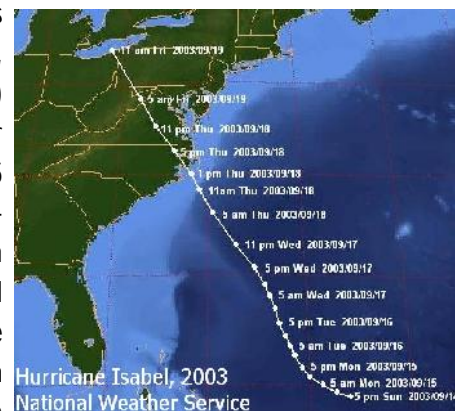 11 am Fri 2003/09/19
5 am Fri 2003/09/19
11 pm Thu 2003/09/18
5 pm Thu 2003/09/18
1 pm Thu 2003/09/18
11am Thu 2003/09/18
5 am Thu 2003/09/18
11 pm Wed 2003/09/17
5 pm Wed 2003/09/17
5 am Wed 2003/09/17
5 pm Tue 2003/09/16
5 am Tue 2003/09/16
5 pm Mon 2003/09/15
5 am Mon 2003/09/15
5 pm Sun 2003/09/14
Hurricane Isabel, 2003
National Weather Service